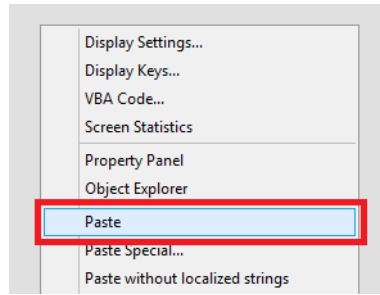 Display Settings...
Display Keys...
VBA Code...
Screen Statistics
Property Panel
Object Explorer
Paste
Paste Special...
Paste without localized strings